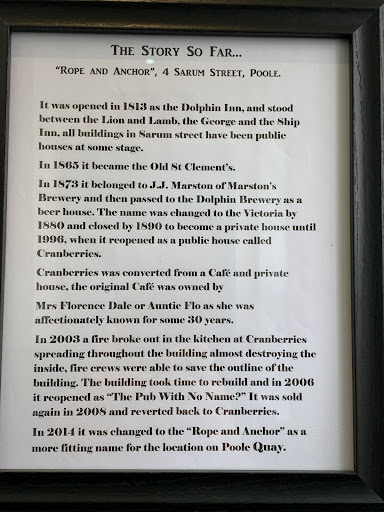 The Story So Far...
"Rope and Anchor", 4 Sarum Street, Poole.
It was opened in 1813 as the Dolphin Inn, and stood
between the Lion and Lamb, the George and the Ship
Inn, all buildings in Sarum street have been public
houses at some stage.
In 1865 it became the Old St Clement's.
In 1873 it belonged to J.J. Marston of Marston's
Brewery and then passed to the Dolphin Brewery as a
beer house. The name was changed to the Victoria by
1880 and closed by 1890 to become a private house until
1996, when it reopened as a public house called
Cranberries.
Cranberries was converted from a Café and private
house, the original Café was owned by
Mrs Florence Dale or Auntie Flo as she was
affectionately known for some 30 years.
In 2003 a fire broke out in the kitchen at Cranberries
spreading throughout the building almost destroying the
inside, fire crews were able to save the outline of the
building. The building took time to rebuild and in 2006
it reopened as "The Pub With No Name?" It was sold
again in 2008 and reverted back to Cranberries.
In 2014 it was changed to the "Rope and Anchor" as a
more fitting name for the location on Poole Quay.